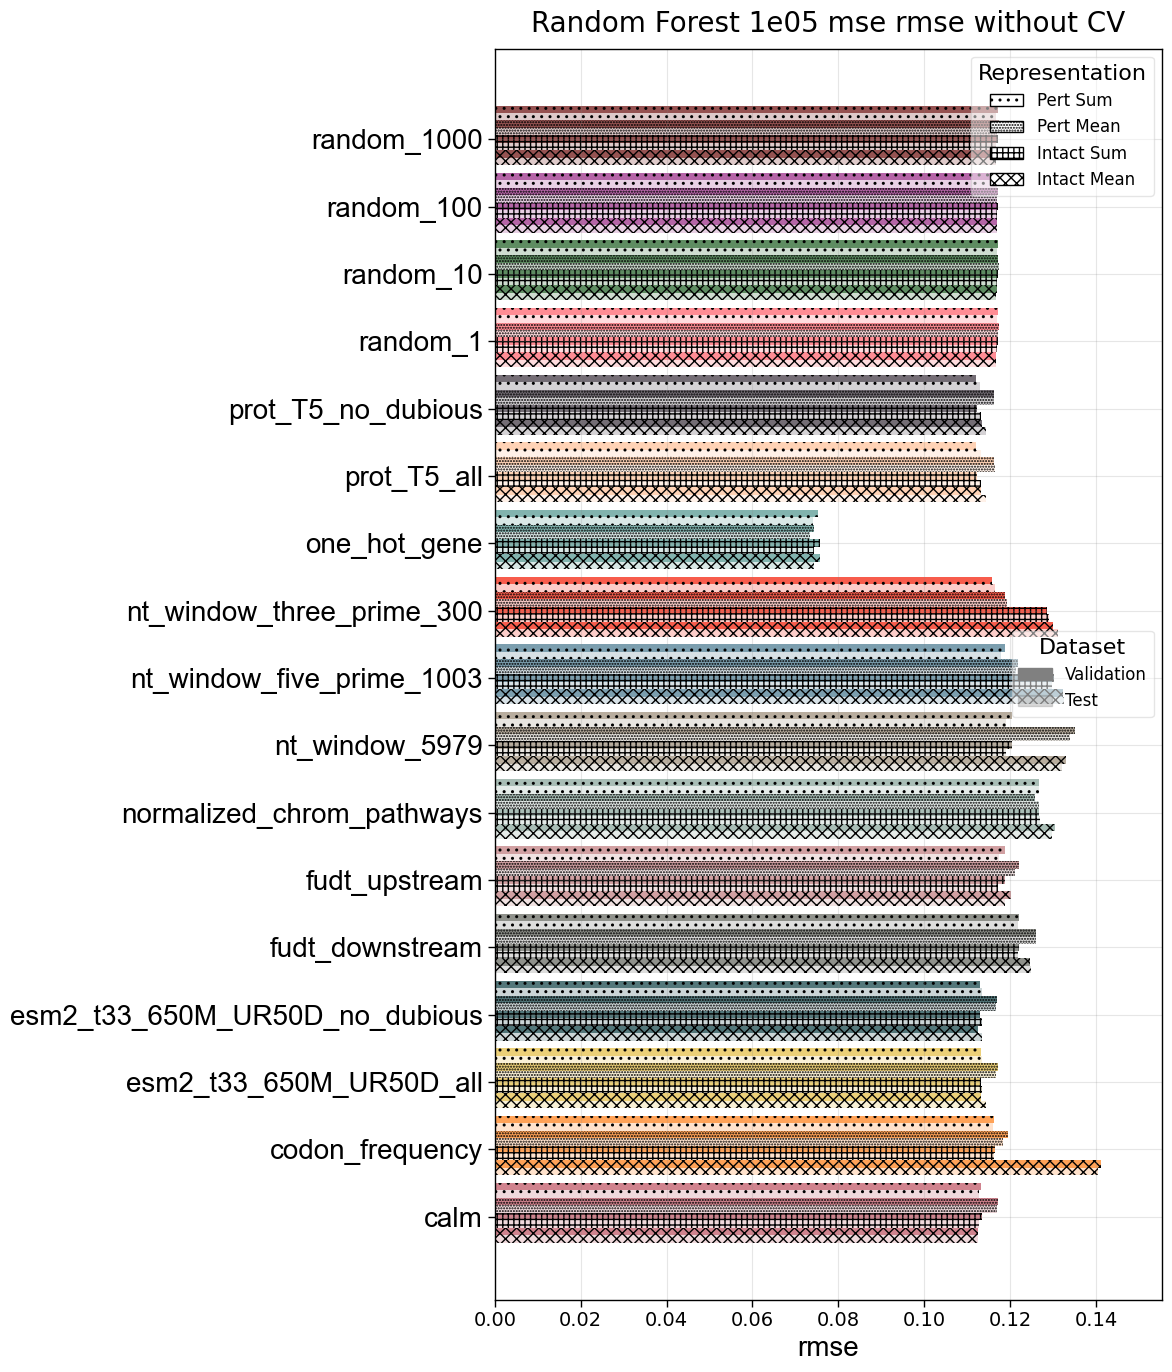 Random Forest 1e05 mse rmse without CV
Representation
Pert Sum
Pert Mean
Intact Sum
Intact Mean
random_1000
random_100
random_10
random_1
prot_T5_no_dubious
prot_T5_all
one_hot_gene
nt_window_three_prime_300
Dataset
Validation
Test
nt_window_five_prime_1003
nt_window_5979
normalized_chrom_pathways
fudt_upstream
fudt_downstream
esm2_t33_650M_UR50D_no_dubious
esm2_t33_650M_UR50D_all
codon_frequency
calm
0.00 0.02 0.04 0.06 0.08 0.10 0.12 0.14
rmse